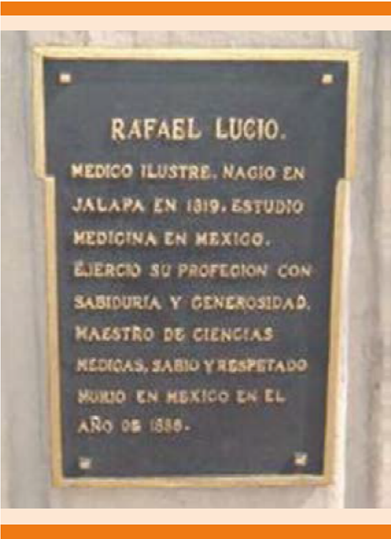 RAFAEL LUCIO.
MEDICO ILUSTRE. NACIO EN
JALAPA EN 1819. ESTUDIO
MEDICINA EN MEXICO.
EJERCIO SU PROFECION CON
SABIDURIA Y GENEROSIDAD.
MAESTRO DE CIENCIAS
MEDICAS, SABIO Y RESPETADO
MURIO EN MEXICO EN EL
AÑO DE 1886.